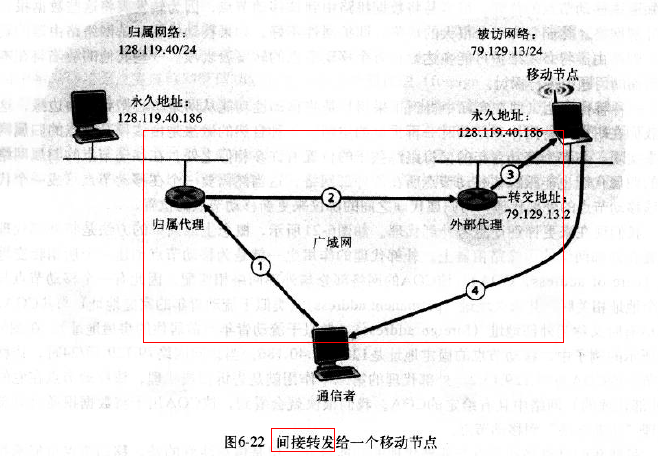 归属网络:
128.119.40/24
被访网络:
79.129.13/24
移动节点
永久地址:
128.119.40.186
永久地址:
128.119.40.186
③
②
归属代理
外部代理
转交地址:
79.129.13.2
广域网
①
④
通信者
图6-22 间接转发给一个移动节点